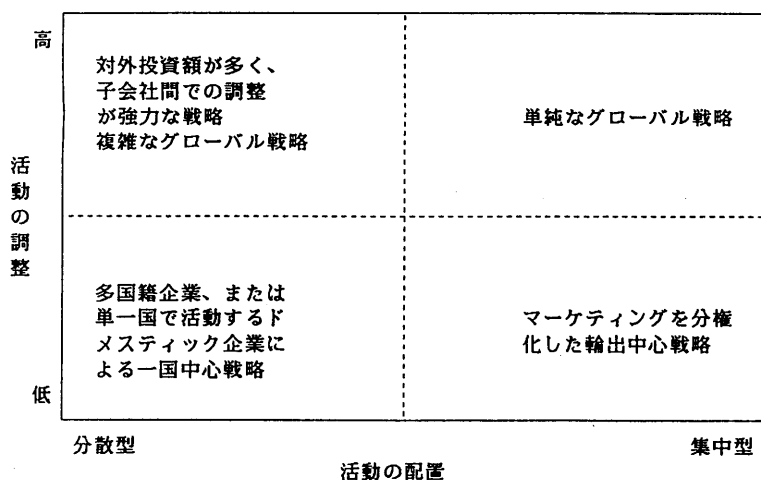 高
対外投資額が多く、
子会社間での調整
が強力な戦略
複雑なグローバル戦略
単純なグローバル戦略
活動の調整
多国籍企業、または
単一国で活動するド
メスティック企業に
よる一国中心戦略
マーケティングを分権
化した輸出中心戦略
低
分散型
集中型
活動の配置